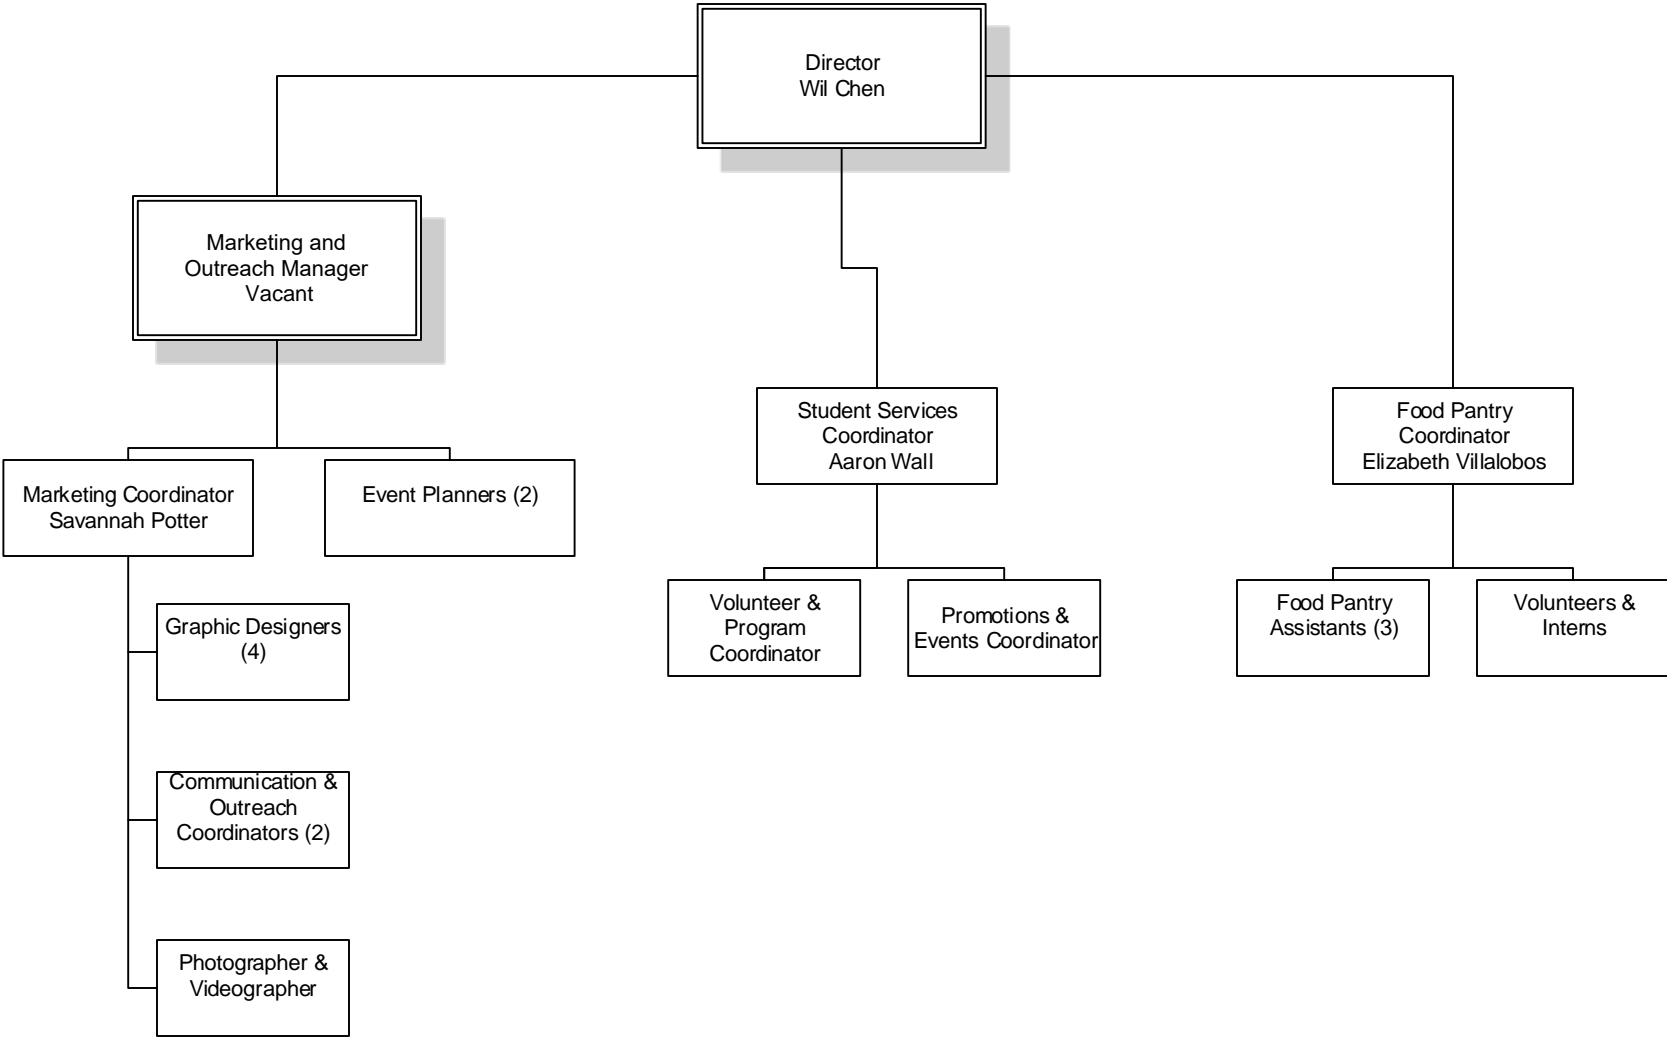 Director
Wil Chen
Marketing and
Outreach Manager
Vacant
Student Services
Coordinator
Aaron Wall
Food Pantry
Coordinator
Elizabeth Villalobos
Marketing Coordinator
Savannah Potter
Event Planners (2)
Volunteer &
Program
Coordinator
Promotions &
Events Coordinator
Food Pantry
Assistants (3)
Volunteers &
Interns
Graphic Designers
(4)
Communication &
Outreach
Coordinators (2)
Photographer &
Videographer